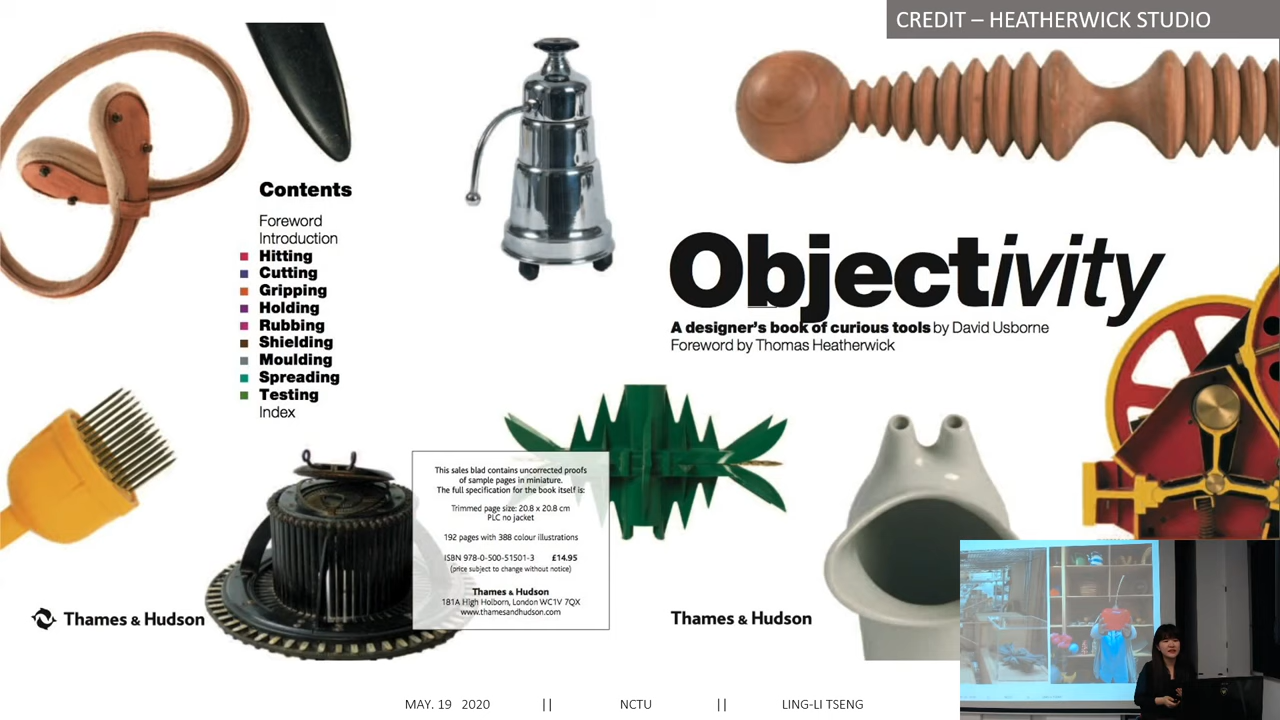 CREDIT – HEATHERWICK STUDIO
Contents
Foreword
Introduction
Hitting
Cutting
Gripping
Holding
Rubbing
Shielding
Moulding
Spreading
Testing
Index
Objectivity
A designer's book of curious tools by David Usborne
Foreword by Thomas Heatherwick
This sales blad contains uncorrected proofs
of sample pages in miniature.
The full specification for the book itself is:
Trimmed page size: 20.8 x 20.8 cm
PLC no jacket
192 pages with 388 colour illustrations
ISBN 978-0-500-51501-3 £14.95
(price subject to change without notice)
Thames & Hudson
181A High Holborn, London WC1V 7QX
www.thamesandhudson.com
Thames & Hudson
Thames & Hudson
MAY. 19 2020 || NCTU || LING-LI TSENG